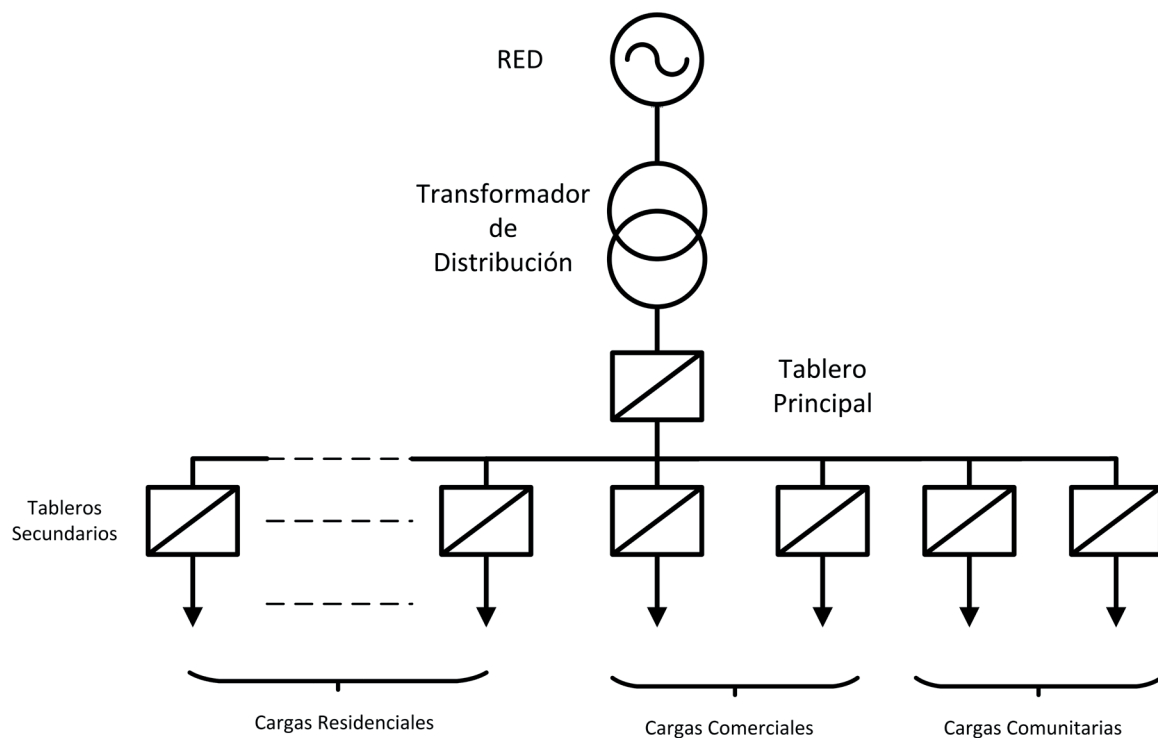 RED
Transformador
de
Distribución
Tablero
Principal
Tableros
Secundarios
Cargas Residenciales
Cargas Comerciales
Cargas Comunitarias